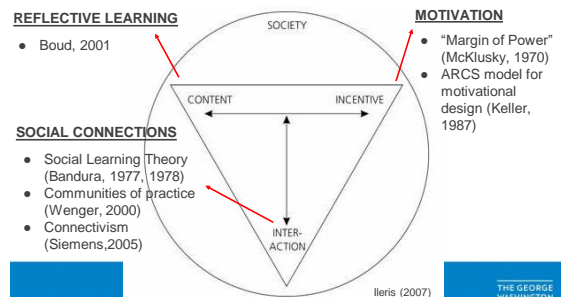 REFLECTIVE LEARNING
● Boud, 2001
SOCIETY
MOTIVATION
● “Margin of Power”
(McKlusky, 1970)
● ARCS model for
motivational
design (Keller,
1987)
CONTENT
INCENTIVE
SOCIAL CONNECTIONS
● Social Learning Theory
(Bandura, 1977, 1978)
● Communities of practice
(Wenger, 2000)
● Connectivism
(Siemens,2005)
INTER-
ACTION
Ileris (2007)
THE GEORGE
WASHINGTON